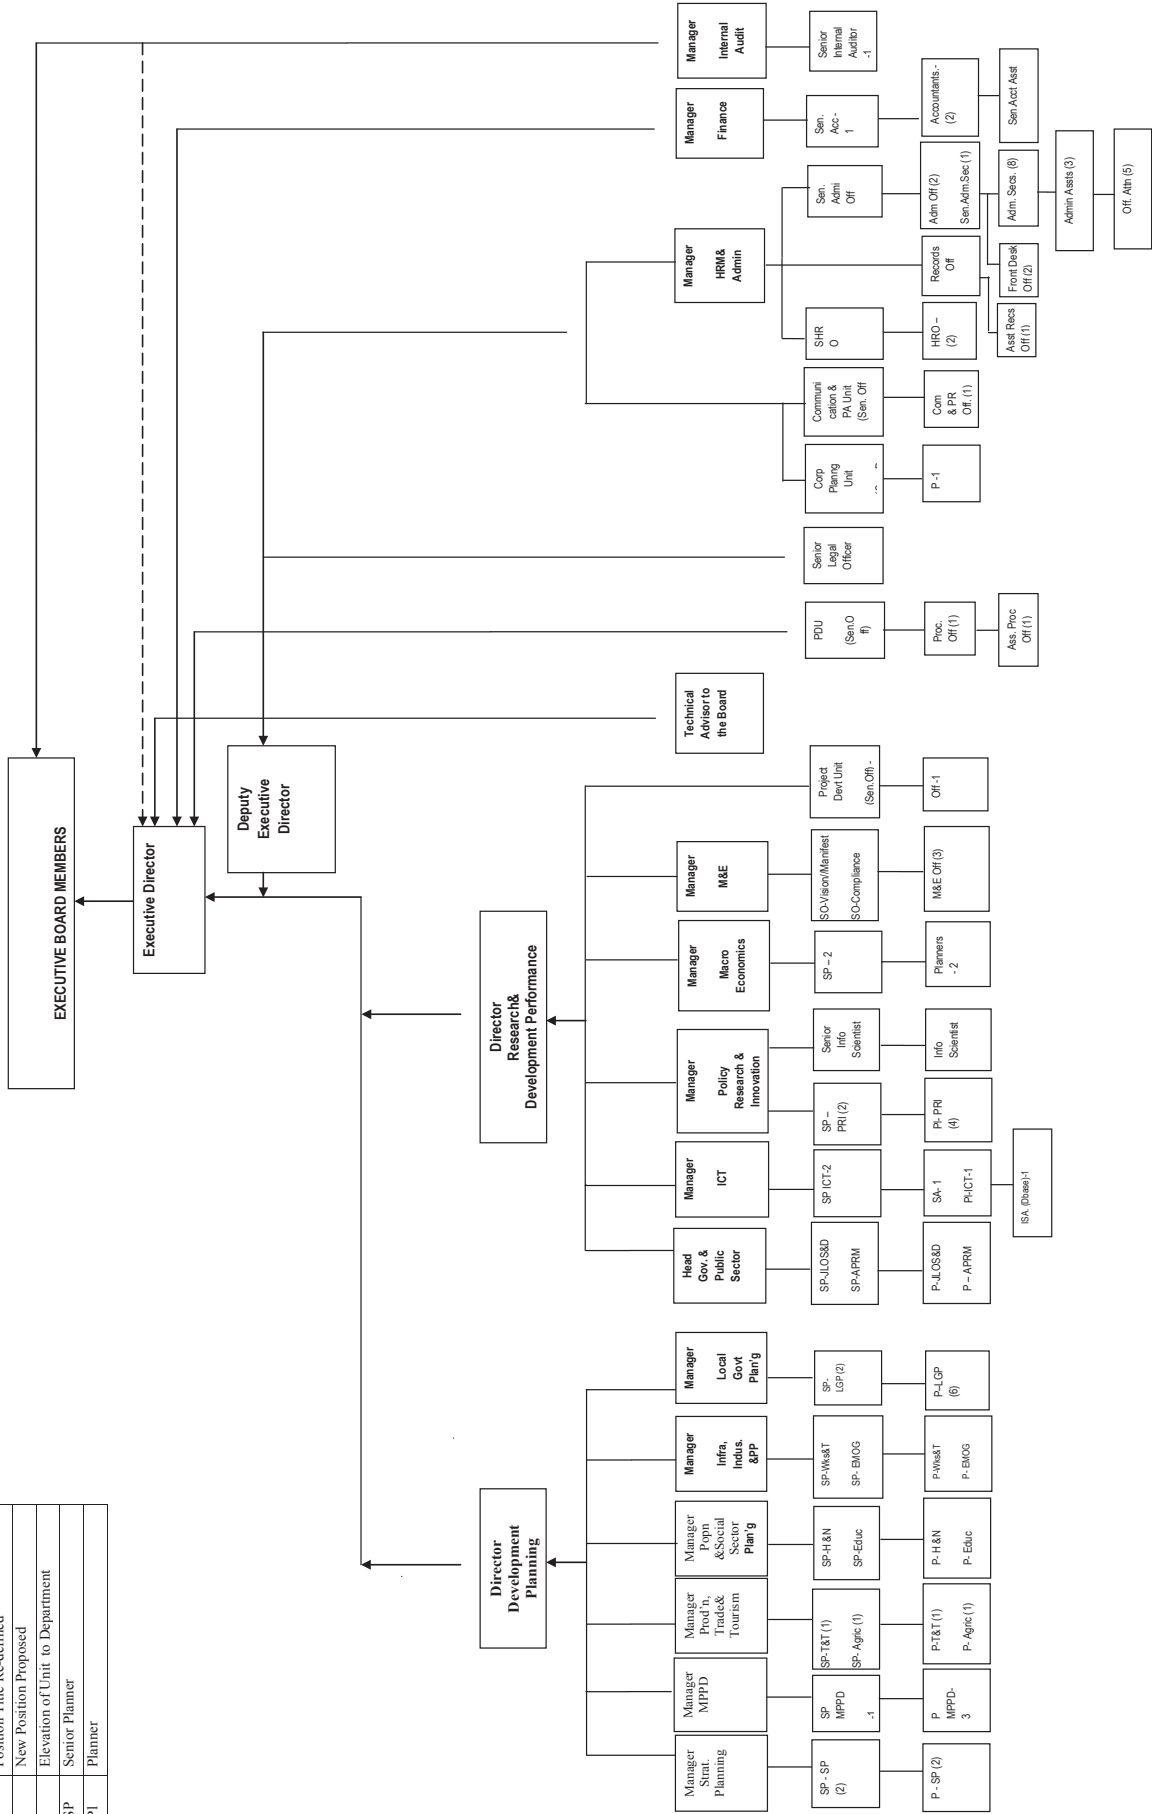 Position Title Re-defined
New Position Proposed
Elevation of Unit to Department
SP Senior Planner
Pl Planner
EXECUTIVE BOARD MEMBERS
Executive Director
Deputy
Executive
Director
Director
Development
Planning
Director
Research&
Development Performance
Manager
Strat.
Planning
Manager
MPPD
Manager
Prod'n,
Trade&
Tourism
Manager
Popn
&Social
Sector
Plan'g
Manager
Infra,
Indus.
&PP
Manager
Local
Govt
Plan'g
Head
Gov. &
Public
Sector
Manager
ICT
Manager
Policy
Research &
Innovation
Manager
Macro
Economics
Manager
M&E
Technical
Advisor to
the Board
Manager
HRM&
Admin
Manager
Finance
Manager
Internal
Audit
SP - SP
(2)
SP
MPPD
-1
SP-T&T (1)
SP- Agric (1)
SP-H &N
SP-Educ
SP-Wks&T
SP- EMOG
SP-
LGP (2)
SP-JLOS&D
SP-APRM
SP ICT-2
SP –
PRI (2)
Senior
Info
Scientist
SP – 2
SO-Vision/Manifest
SO-Compliance
Project
Devt Unit
(Sen.Off) -
PDU
(Sen.O
ff)
Senior
Legal
Officer
Corp
Planng
Unit
Communi
cation &
PA Unit
(Sen. Off
SHR
O
Sen.
Admi
Off
Sen.
Acc -
1
Senior
Internal
Auditor
-1
P - SP (2)
P
MPPD-
3
P-T&T (1)
P- Agric (1)
P- H &N
P- Educ
P-Wks&T
P- EMOG
P–LGP
(6)
P-JLOS&D
P – APRM
SA- 1
Pl-ICT-1
Pl- PRI
(4)
Info
Scientist
Planners
- 2
M&E Off (3)
Off -1
Proc.
Off (1)
P -1
Com
& PR
Off. (1)
HRO –
(2)
Records
Off
Adm Off (2)
Sen.Adm.Sec (1)
Accountants.-
(2)
ISA. (Dbase)-1
Ass. Proc
Off (1)
Asst Recs
Off (1)
Front Desk
Off (2)
Adm. Secs. (8)
Sen.Acct Asst
Admin Assts (3)
Off. Attn (5)